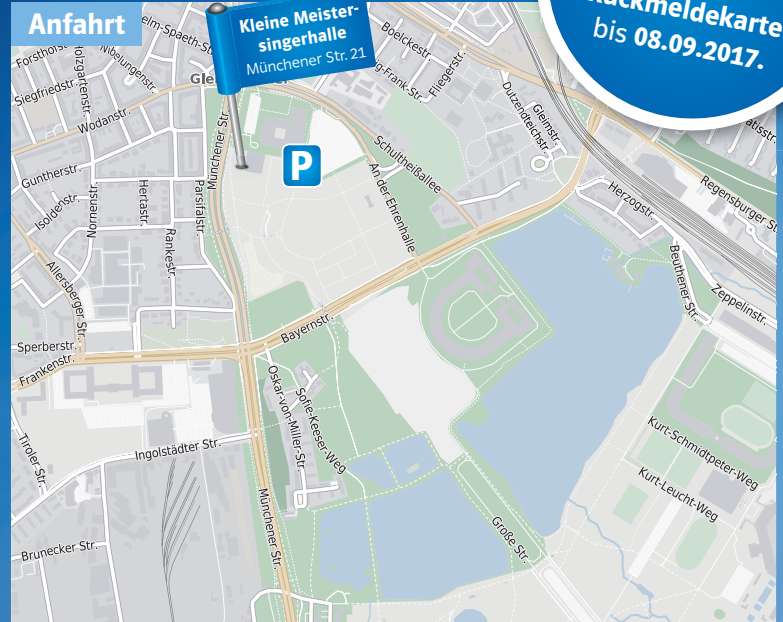 Anfahrt
Kleine Meister-
singerhalle
Münchener Str. 21
bis 08.09.2017.
Nibelungenstr.
Holzgartenstr.
Siegfriedstr.
Wodanstr.
Boelckestr.
Fliegerstr.
Gleimstr.
Dutzendteichstr.
Schultheißallee
An der Ehrenhalle
P
Guntherstr.
Isoldenstr.
Nornenstr.
Hertastr.
Rankestr.
Parsifalstr.
Münchener Str.
Herzogstr.
Regensburger
Beuthener Str.
Zeppelinstr.
Allersberger Str.
Sperberstr.
Frankenstr.
Bayernstr.
Oskar-von-Miller-Str.
Sofie-Keeser-Weg
Ingolstädter Str.
Tiroler Str.
Brunecker Str.
Münchener Str.
Große Str.
Kurt-Schmidtpeter-Weg
Kurt-Leucht-Weg